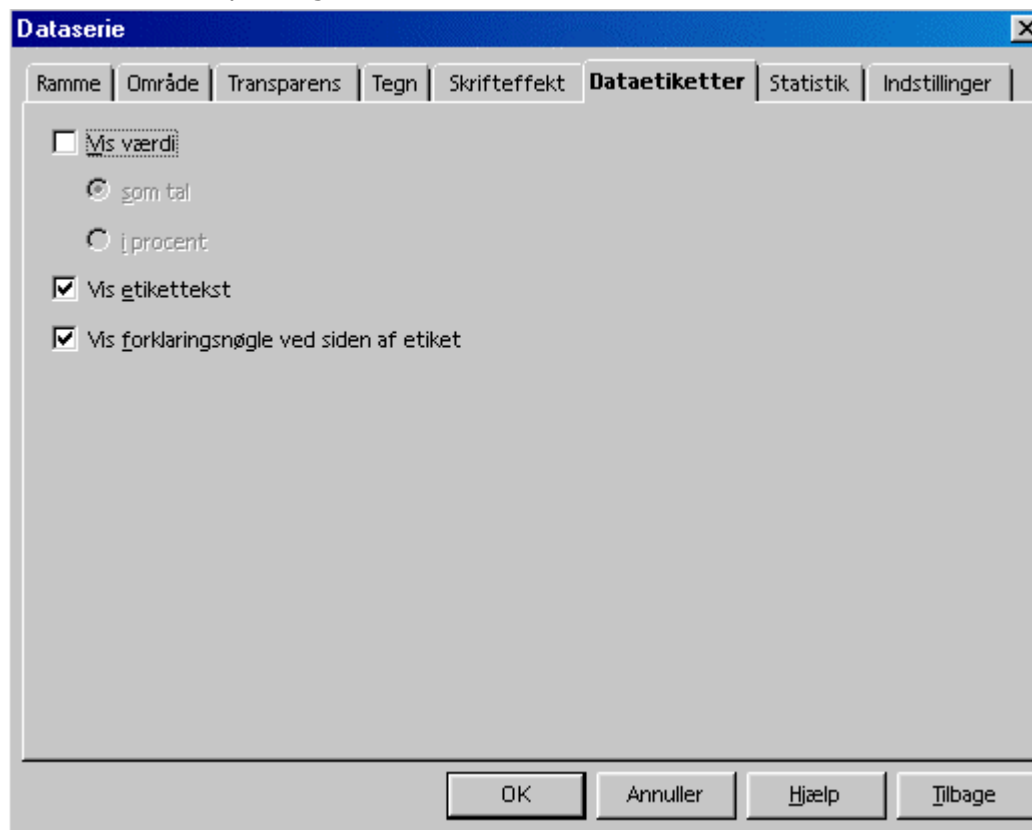 Dataserie
Ramme Område Transparens Tegn Skrifteffekt Dataetiketter Statistik Indstillinger
Vis værdi
som tal
i procent
Vis etikettekst
Vis forklaringsnøgle ved siden af etiket
OK Annuller Hjælp Tilbage